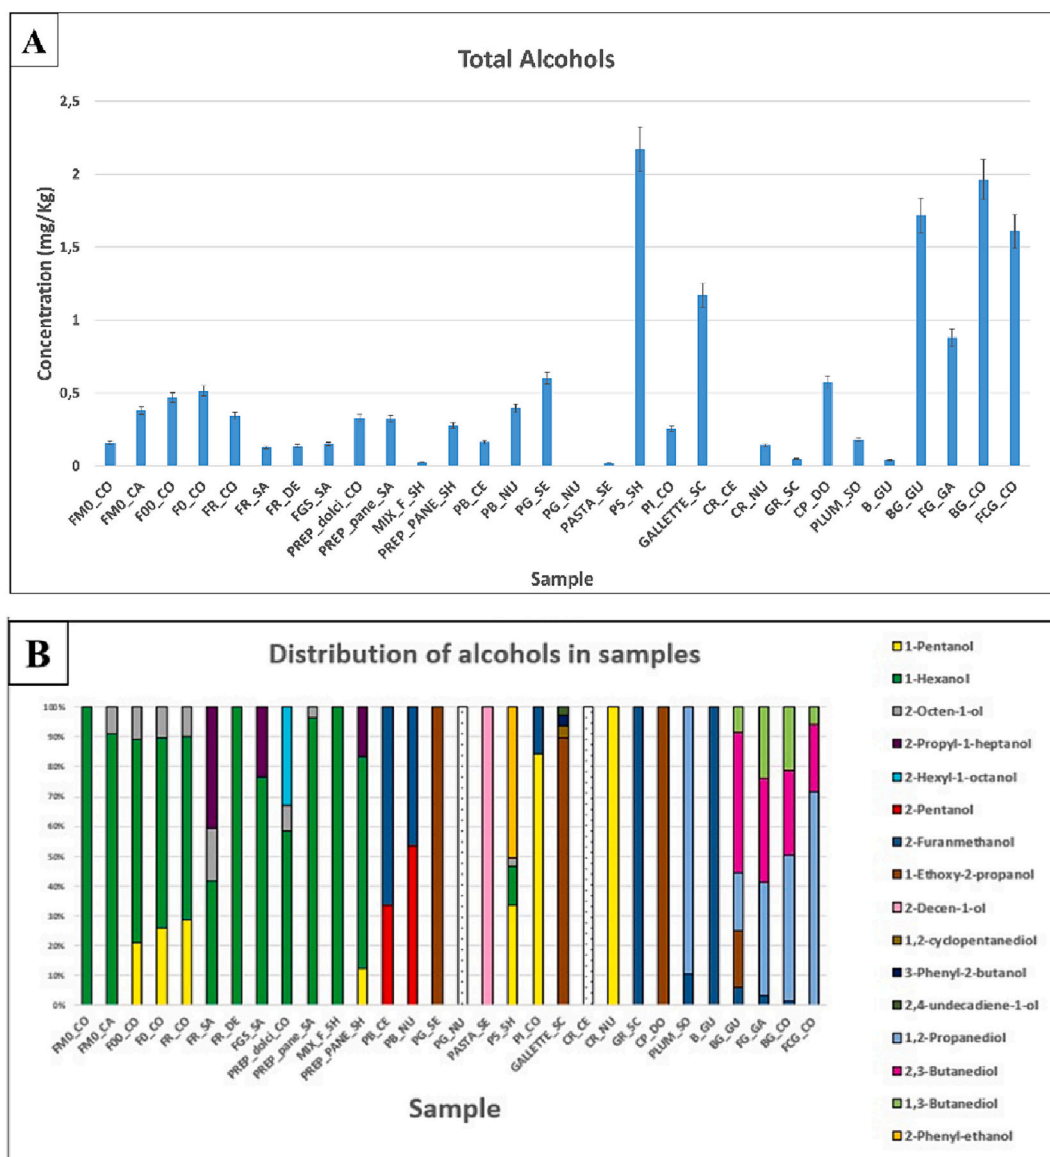 A
Total Alcohols
Concentration (mg/Kg)
2,5
2
1,5
1
0,5
0
FM0_CO
FM0_CA
F00_CO
F0_CO
FR_CO
FR_SA
FR_DE
FGS_SA
PREP_dolci_CO
PREP_pane_SA
MIX_F_SH
PREP_PANE_SH
PB_CE
PB_NU
PG_SE
PG_NU
PASTA_SE
PS_SH
PI_CO
GALLETTE_SC
CR_CE
CR_NU
GR_SC
CP_DO
PLUM_SO
B_GU
BG_GU
FG_GA
BG_CO
FCG_CO
Sample
B
Distribution of alcohols in samples
100%
90%
80%
70%
60%
50%
40%
30%
20%
10%
0%
FM0_CO
FM0_CA
F00_CO
F0_CO
FR_CO
FR_SA
FR_DE
FGS_SA
PREP_dolci_CO
PREP_pane_SA
MIX_F_SH
PREP_PANE_SH
PB_CE
PB_NU
PG_SE
PG_NU
PASTA_SE
PS_SH
PI_CO
GALLETTE_SC
CR_CE
CR_NU
GR_SC
CP_DO
PLUM_SO
B_GU
BG_GU
FG_GA
BG_CO
FCG_CO
Sample
1-Pentanol
1-Hexanol
2-Octen-1-ol
2-Propyl-1-heptanol
2-Hexyl-1-octanol
2-Pentanol
2-Furanmethanol
1-Ethoxy-2-propanol
2-Decen-1-ol
1,2-cyclopentanediol
3-Phenyl-2-butanol
2,4-undecadiene-1-ol
1,2-Propanediol
2,3-Butanediol
1,3-Butanediol
2-Phenyl-ethanol